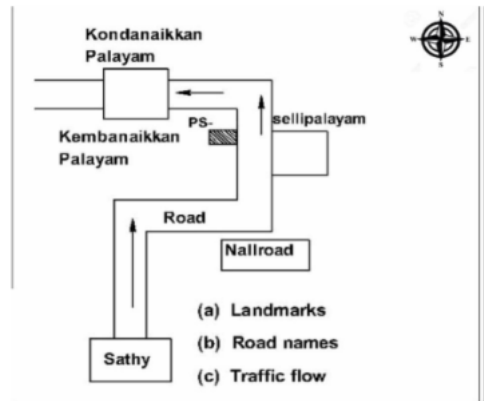 Kondanaikkan
Palayam
N
W
E
S
PS-
sellipalayam
Kembanaikkan
Palayam
Road
Nallroad
(a) Landmarks
(b) Road names
(c) Traffic flow
Sathy